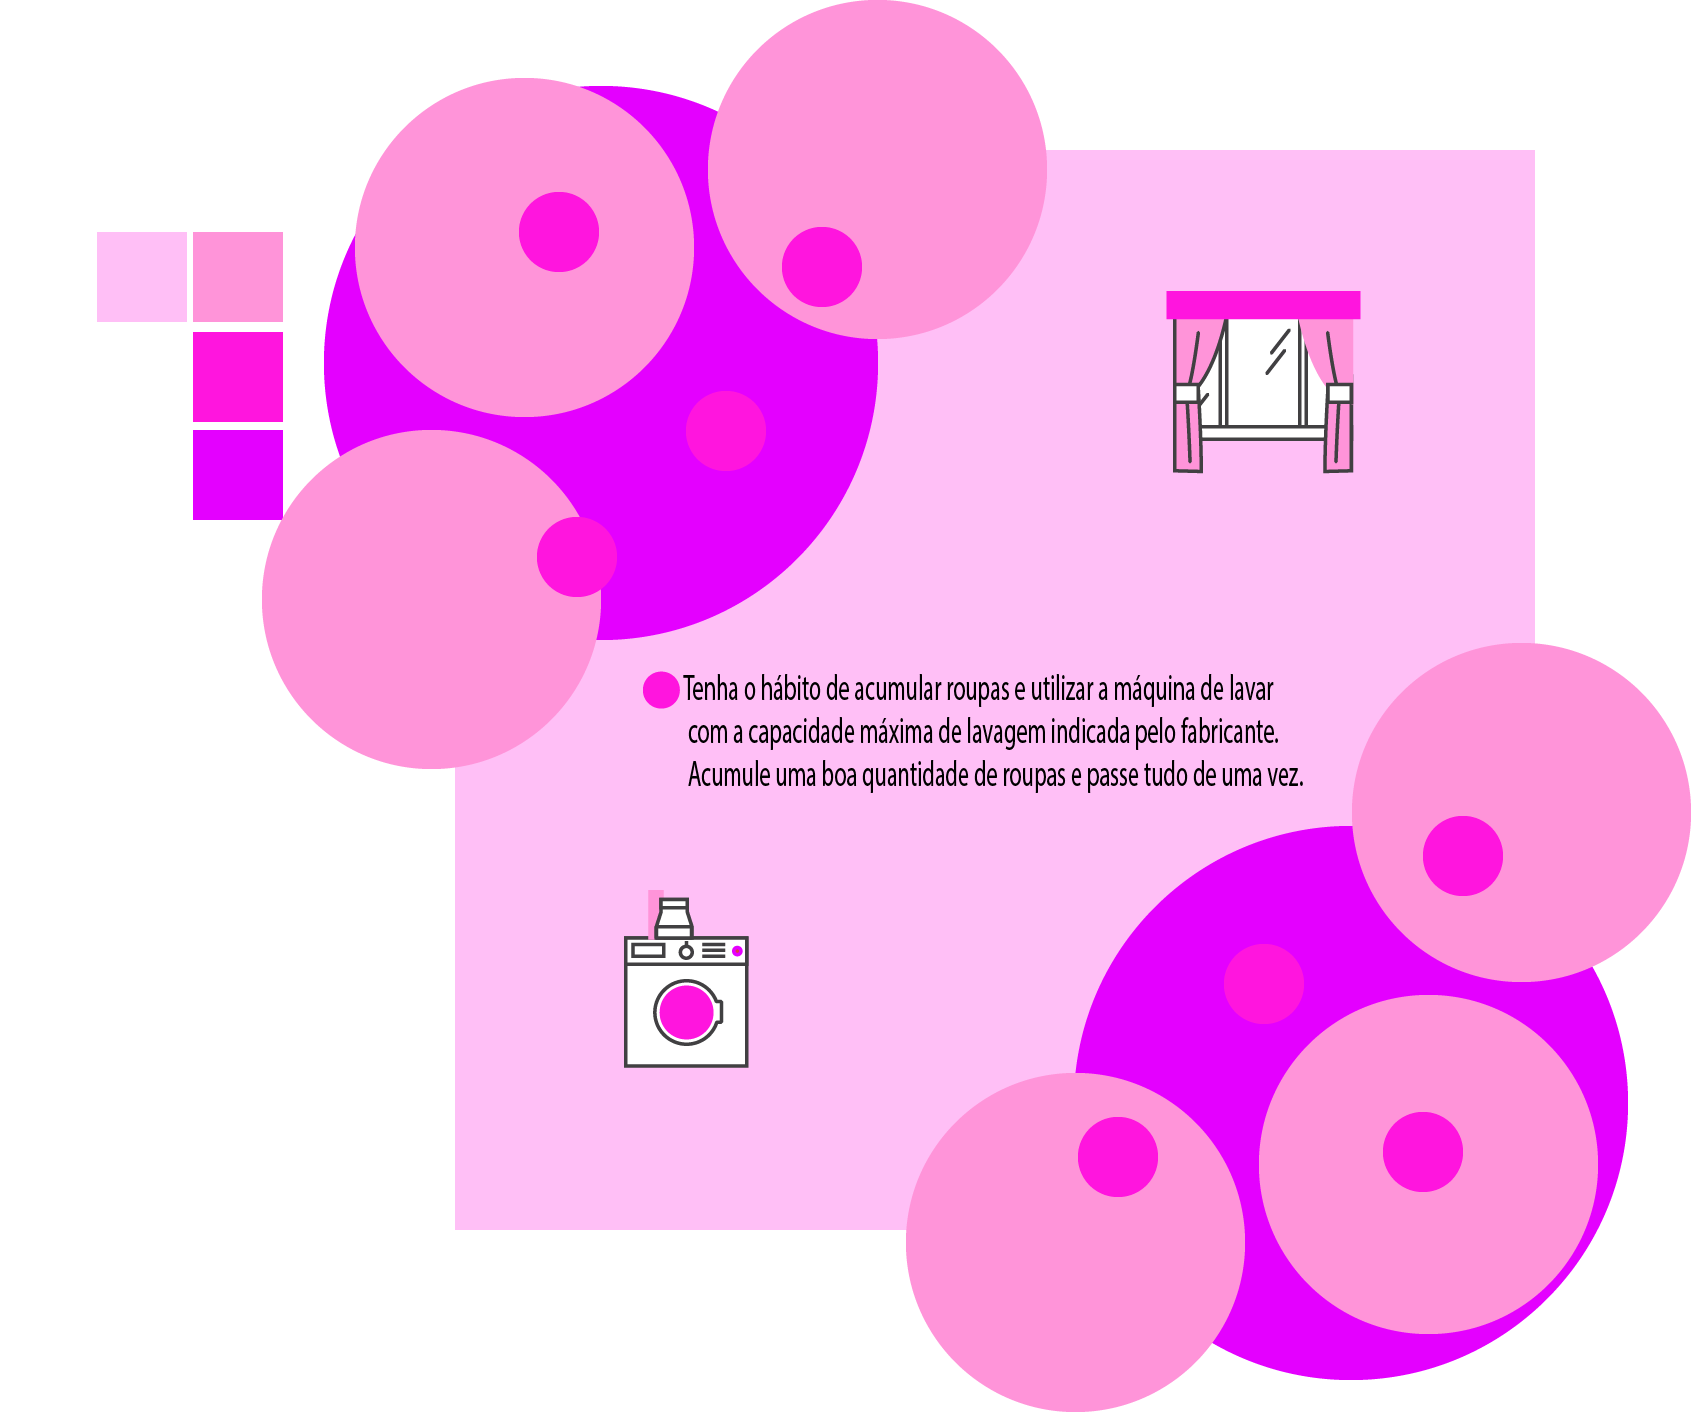 Tenha o hábito de acumular roupas e utilizar a máquina de lavar
com a capacidade máxima de lavagem indicada pelo fabricante.
Acumule uma boa quantidade de roupas e passe tudo de uma vez.